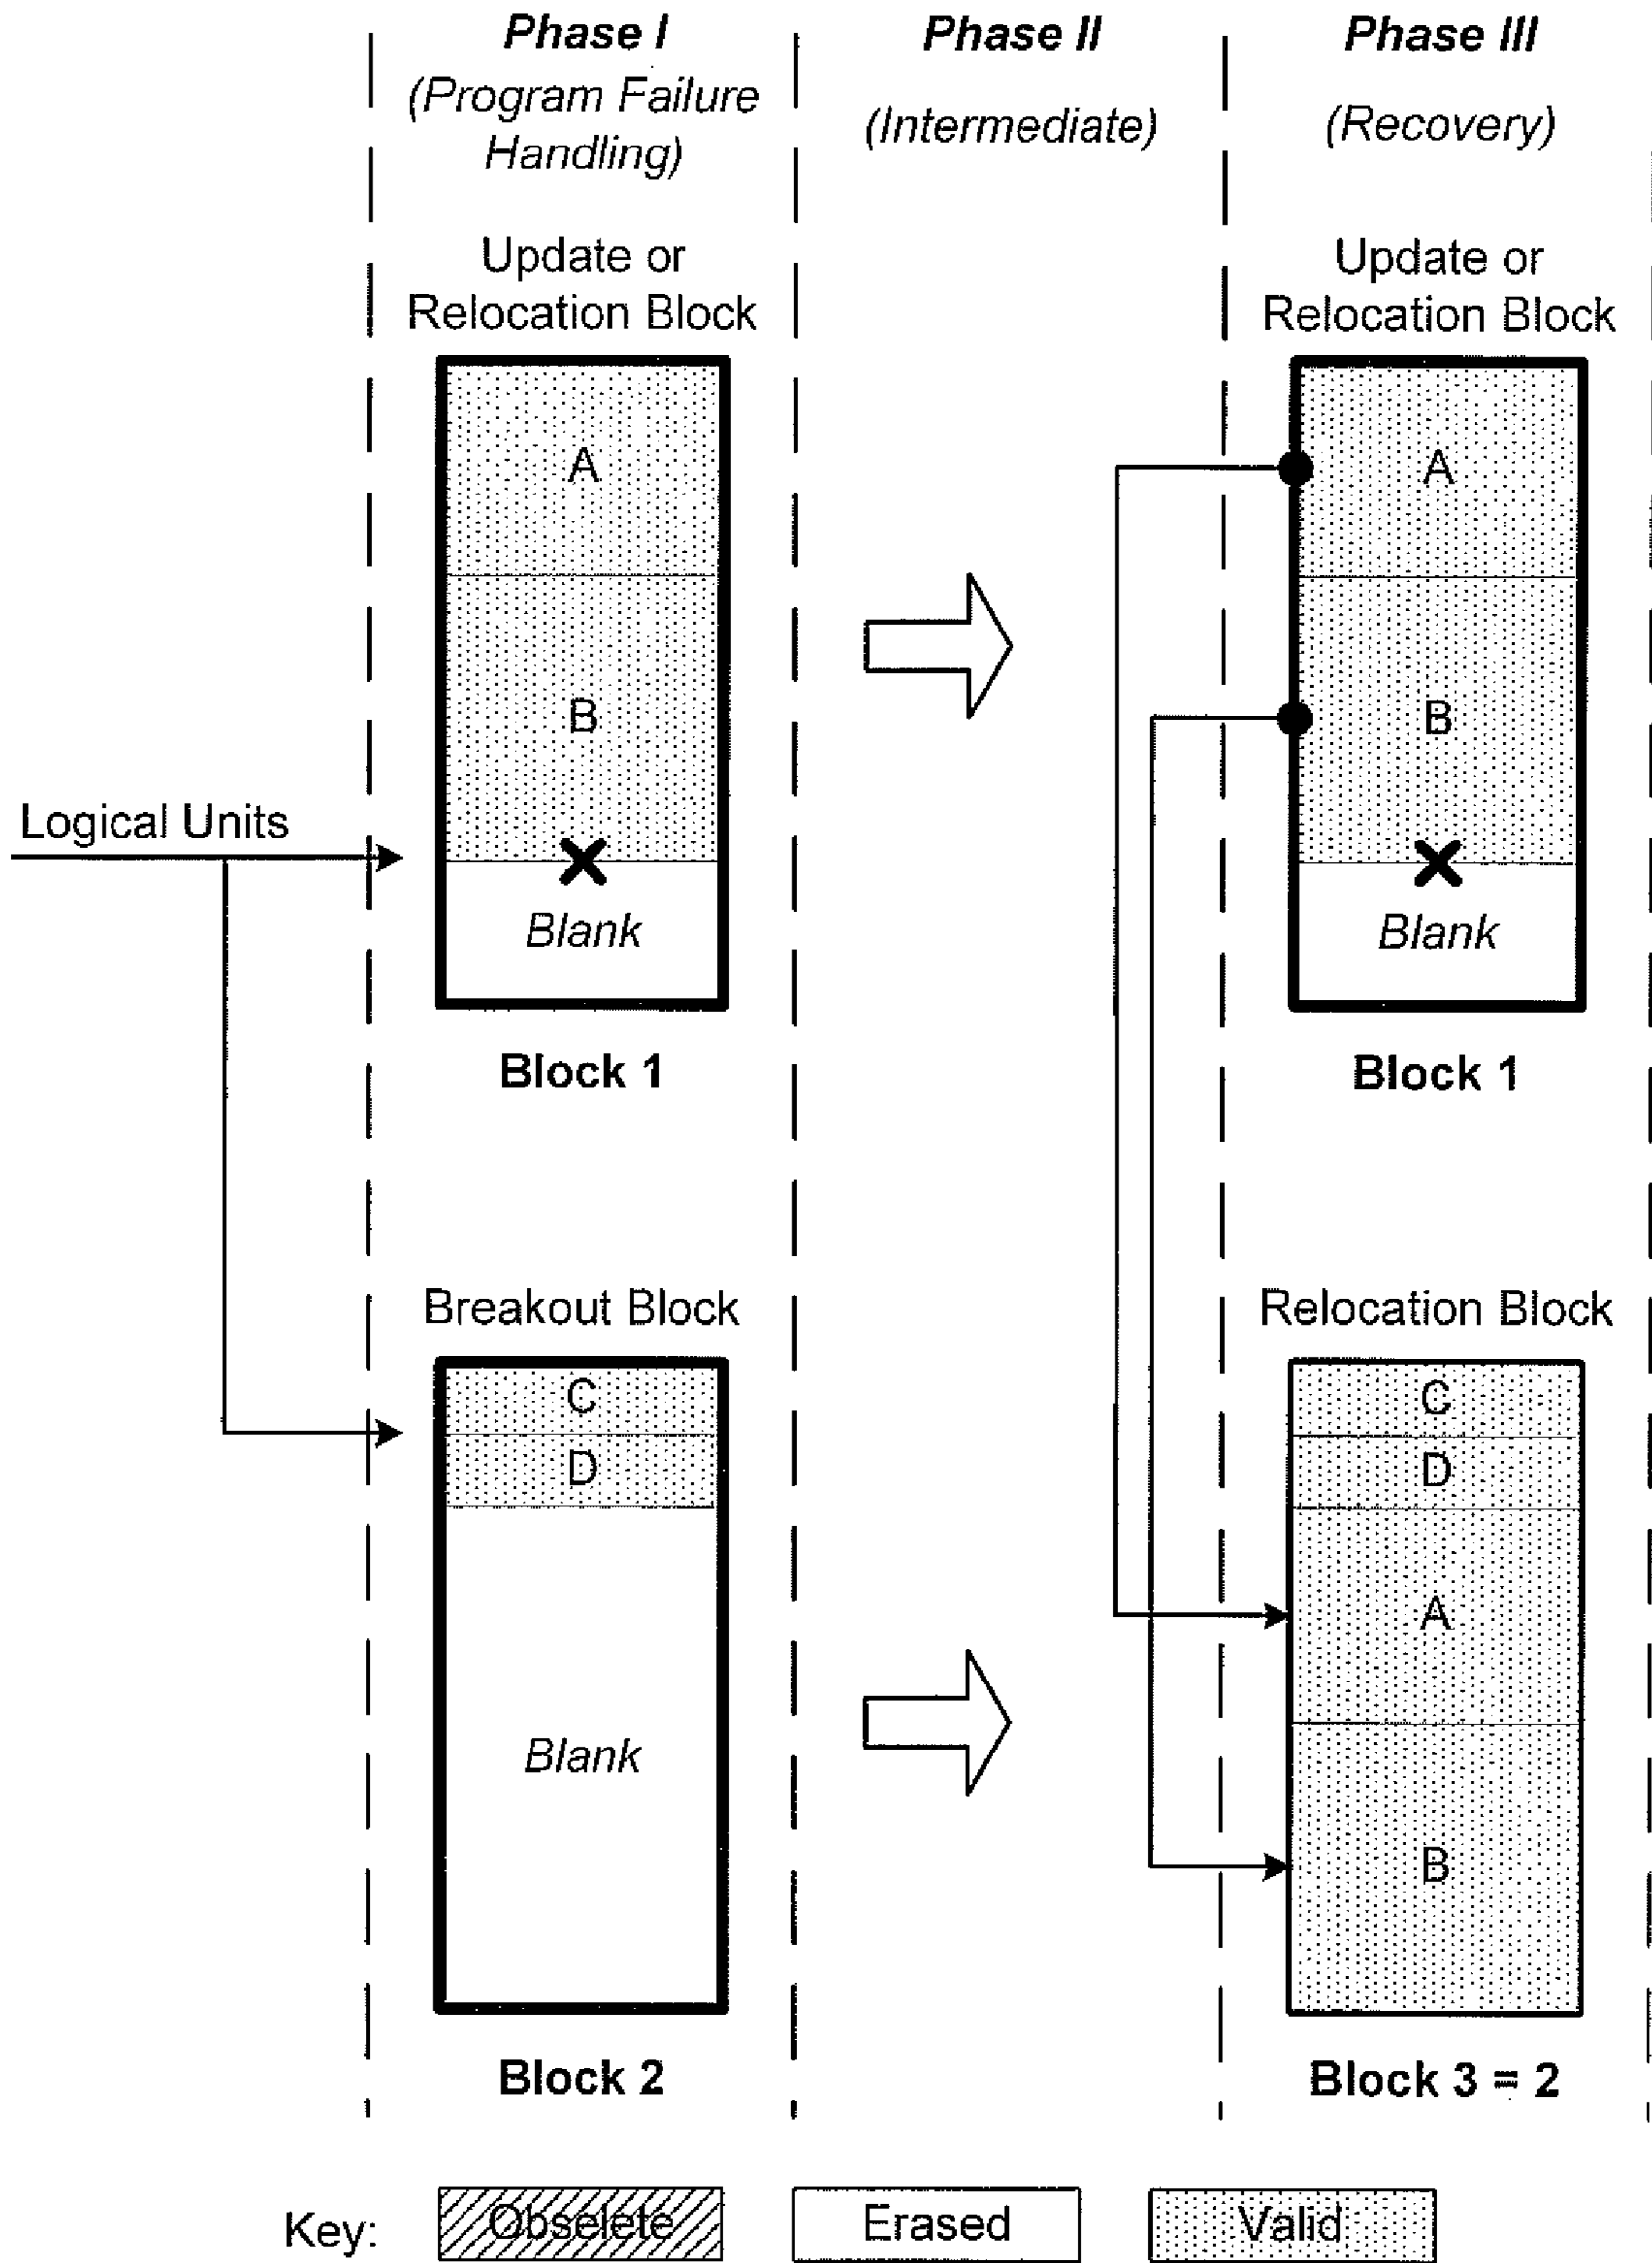 Phase I
(Program Failure
Handling)
Phase II
(Intermediate)
Phase III
(Recovery)
Update or
Relocation Block
A
B
Blank
Block 1
Update or
Relocation Block
A
B
Blank
Block 1
Logical Units
Breakout Block
C
D
Blank
Block 2
Relocation Block
C
D
A
B
Block 3 = 2
Key:
Obselete
Erased
Valid